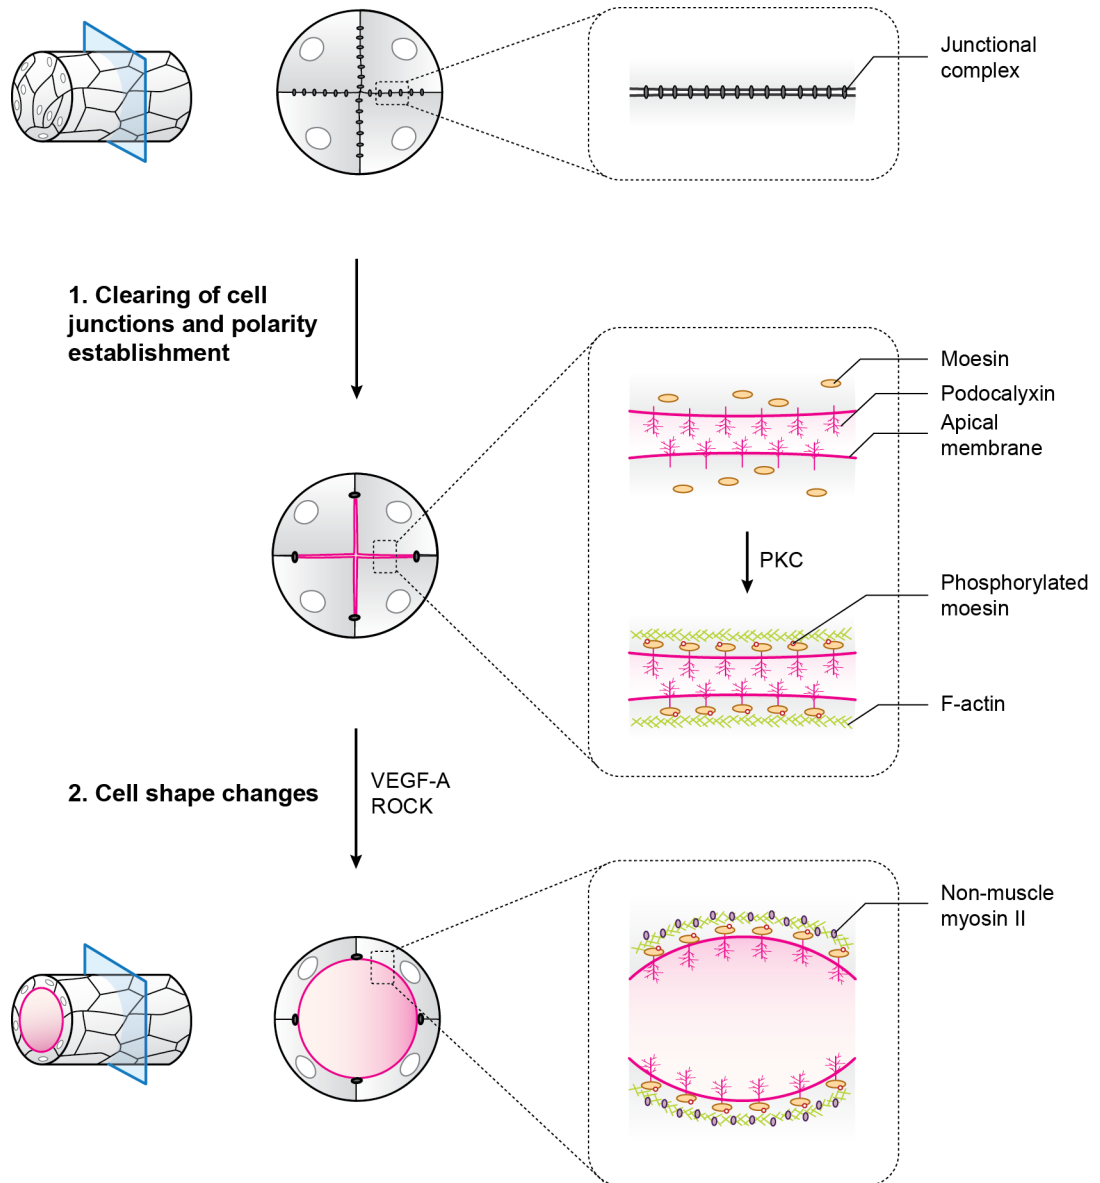 Junctional
complex
1. Clearing of cell
junctions and polarity
establishment
Moesin
Podocalyxin
Apical
membrane
PKC
Phosphorylated
moesin
F-actin
2. Cell shape changes
VEGF-A
ROCK
Non-muscle
myosin II